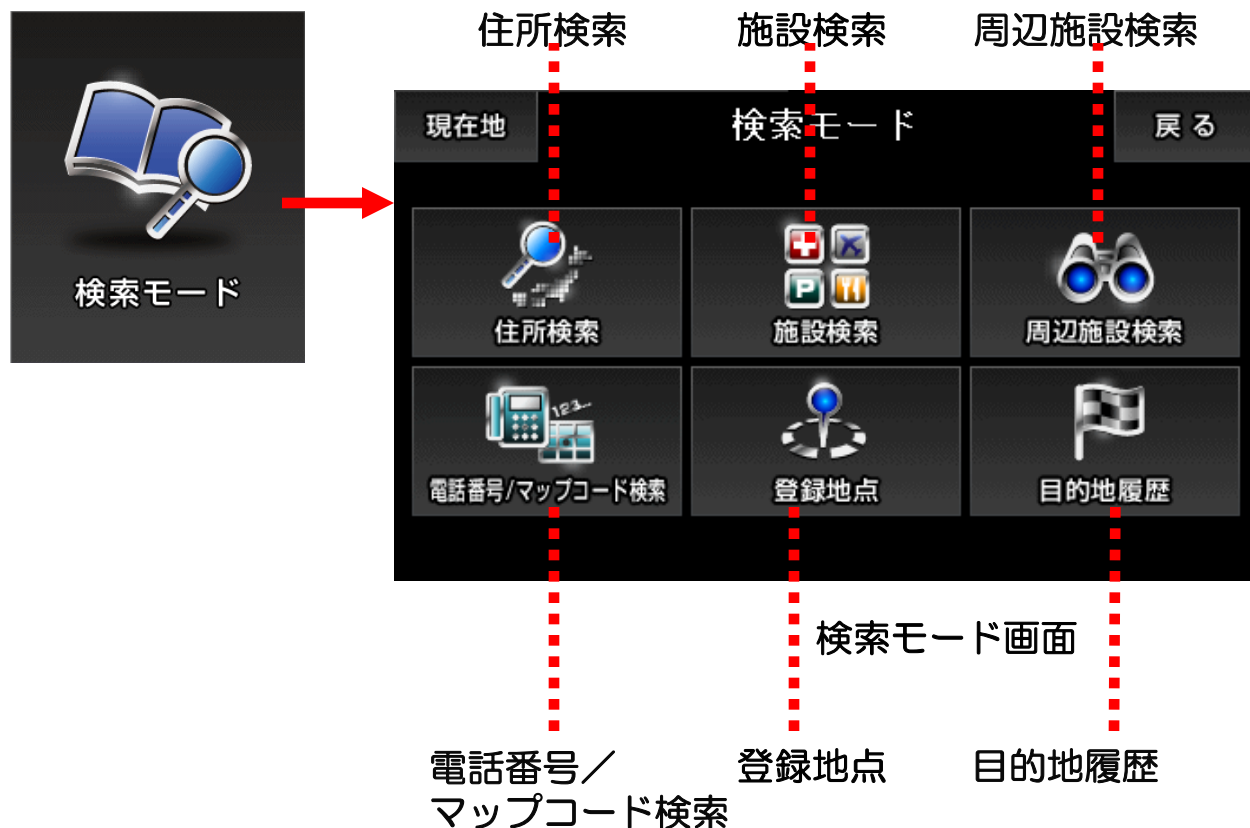 住所検索
施設検索
周辺施設検索
現在地
検索モード
戻る
検索モード
住所検索
施設検索
周辺施設検索
123...
P
電話番号/マップコード検索
登録地点
目的地履歴
検索モード画面
電話番号／
マップコード検索
登録地点
目的地履歴